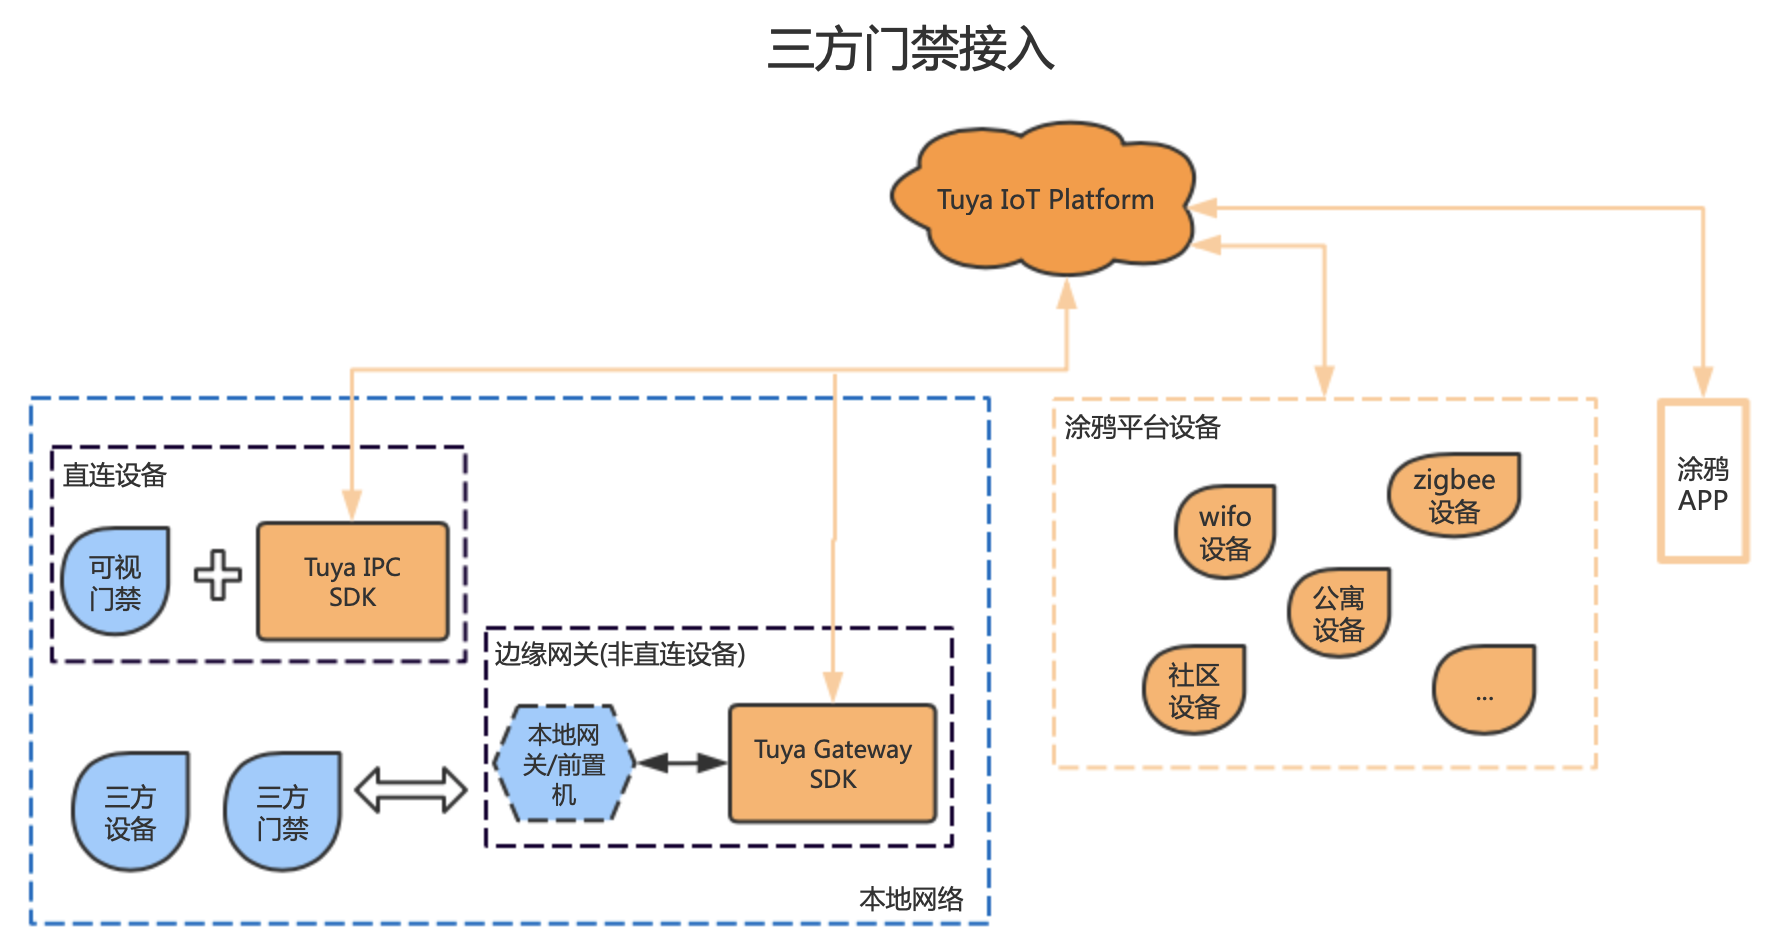 三方门禁接入
Tuya IoT Platform
直连设备
可视
门禁
Tuya IPC
SDK
边缘网关(非直连设备)
本地网
关/前置
机
Tuya Gateway
SDK
三方
设备
三方
门禁
本地网络
涂鸦平台设备
wifo
设备
zigbee
设备
公寓
设备
社区
设备
...
涂鸦
APP